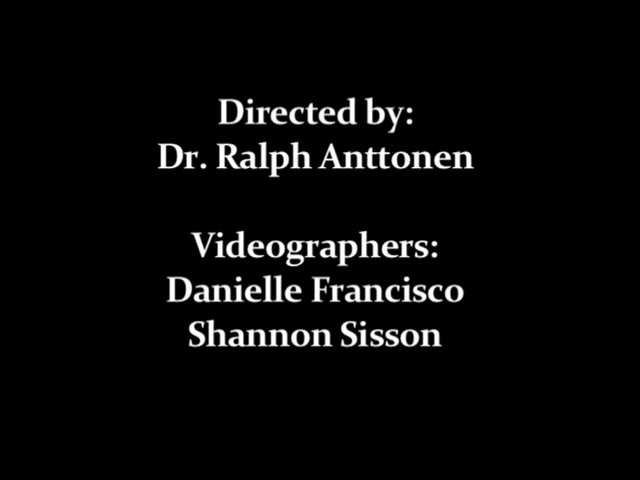 Directed by:
Dr. Ralph Anttonen
Videographers:
Danielle Francisco
Shannon Sisson